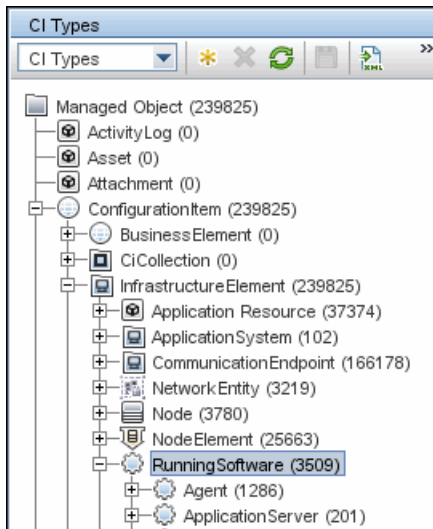 CI Types
CI Types
XML
»
Managed Object (239825)
ActivityLog (0)
Asset (0)
Attachment (0)
ConfigurationItem (239825)
BusinessElement (0)
CiCollection (0)
InfrastructureElement (239825)
Application Resource (37374)
ApplicationSystem (102)
CommunicationEndpoint (166178)
NetworkEntity (3219)
Node (3780)
NodeElement (25663)
RunningSoftware (3509)
Agent (1286)
ApplicationServer (201)